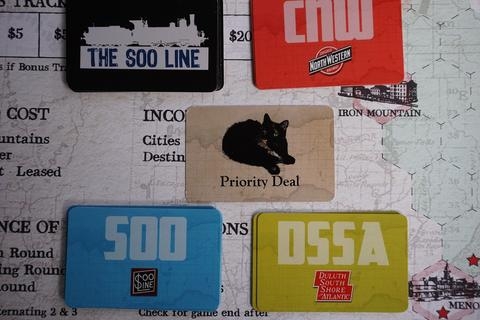 S TRACK
$5
$5
$20
s if Bonus Tr
THE SOO LINE
cnw
NORTH WESTERN
COST
untains
er
Leased
INCO
Cities
Destin
IRON MOUNTAIN
Priority Deal
NCE OF
ONS
n Round
ing Round
Round
ternating 2 & 3
Check for game end after
SOO
SOO
LINE
DSSA
DULUTH
SOUTH
SHORE
ATLANTIC
MENO